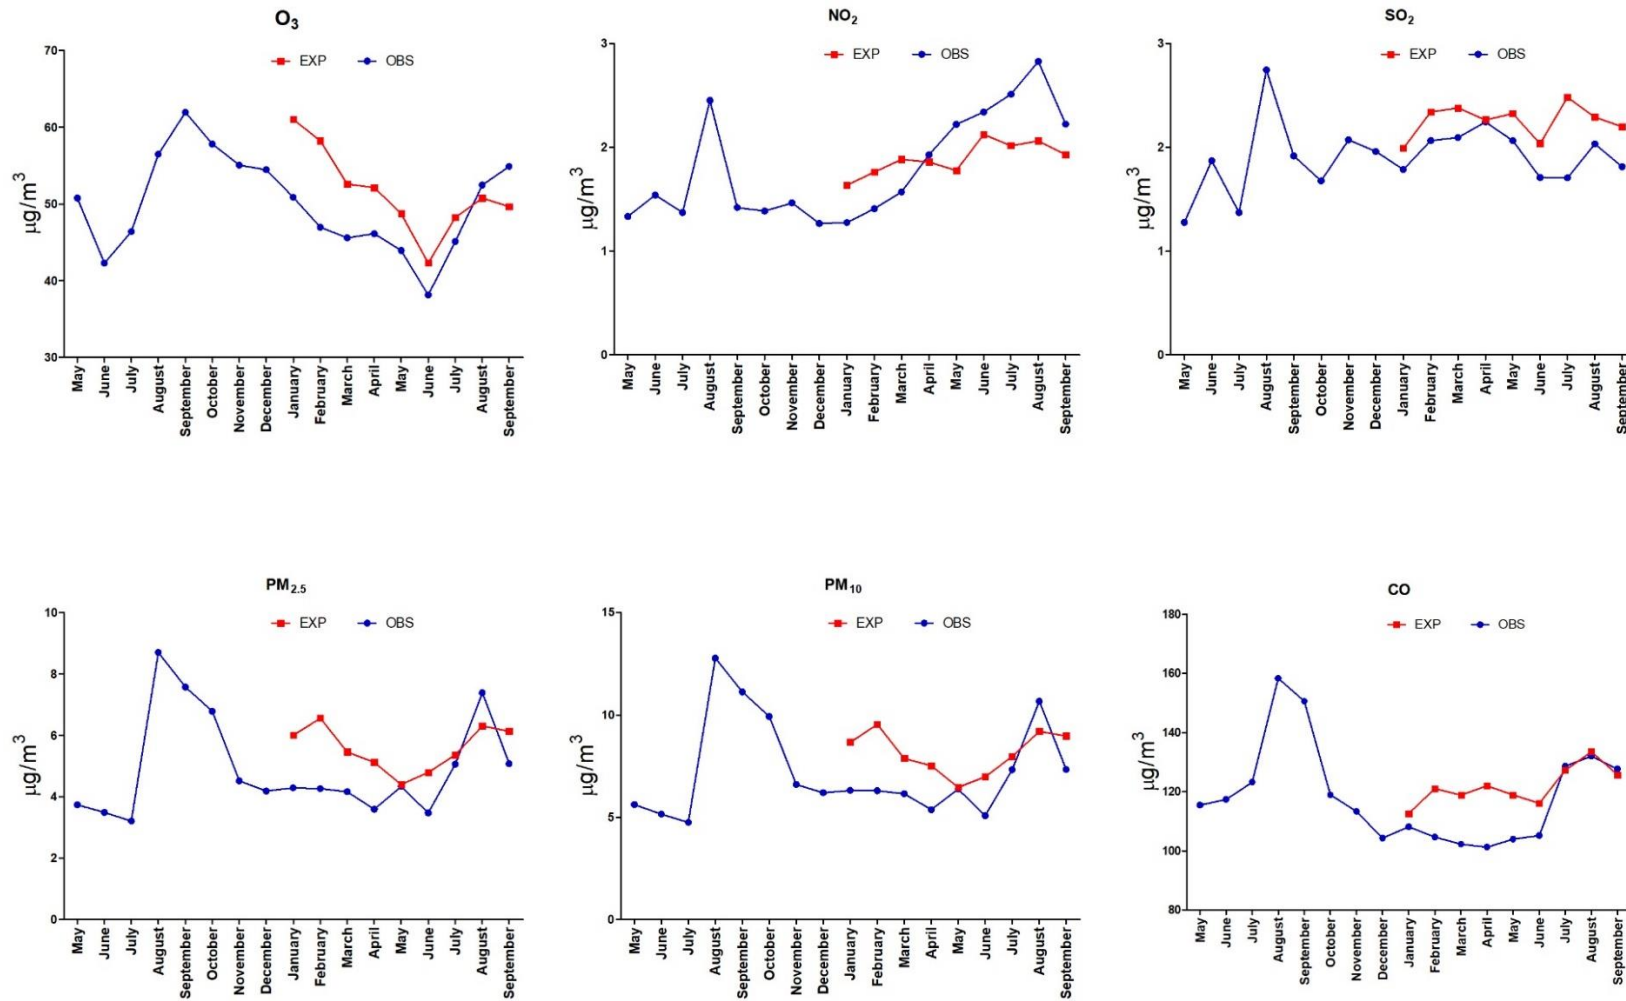 O₃
EXP OBS
µg/m³
70
60
50
40
30
May June July August September October November December January February March April May June July August September
NO₂
EXP OBS
µg/m³
3
2
1
0
May June July August September October November December January February March April May June July August September
SO₂
EXP OBS
µg/m³
3
2
1
0
May June July August September October November December January February March April May June July August September
PM₂.₅
EXP OBS
µg/m³
10
8
6
4
2
0
May June July August September October November December January February March April May June July August September
PM₁₀
EXP OBS
µg/m³
15
10
5
0
May June July August September October November December January February March April May June July August September
CO
EXP OBS
µg/m³
180
160
140
120
100
80
May June July August September October November December January February March April May June July August September